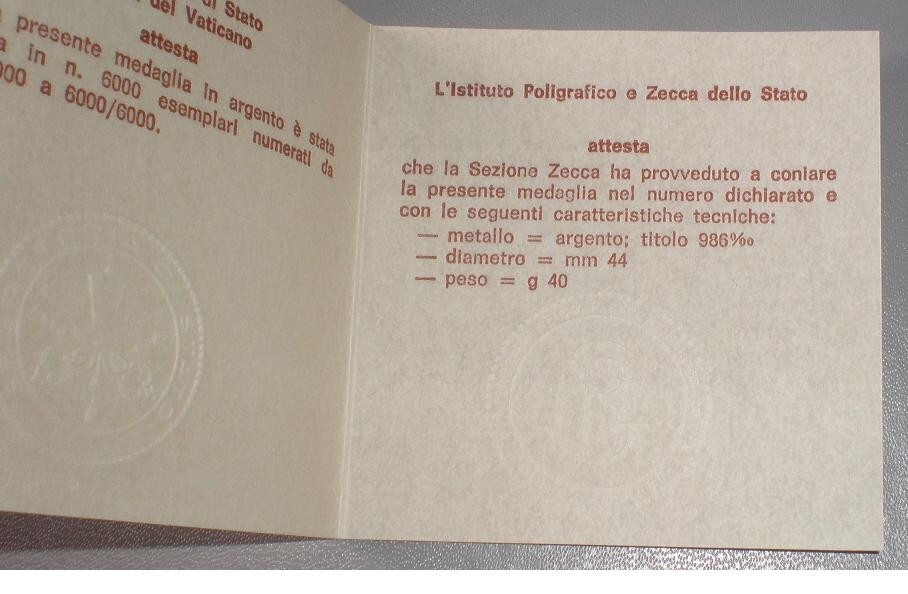 di Stato
del Vaticano
attesta
presente medaglia in argento è stata
in n. 6000 esemplari numerati da
a 6000/6000.
L'Istituto Poligrafico e Zecca dello Stato
attesta
che la Sezione Zecca ha provveduto a coniare
la presente medaglia nel numero dichiarato e
con le seguenti caratteristiche tecniche:
— metallo = argento; titolo 986‰
— diametro = mm 44
— peso = g 40